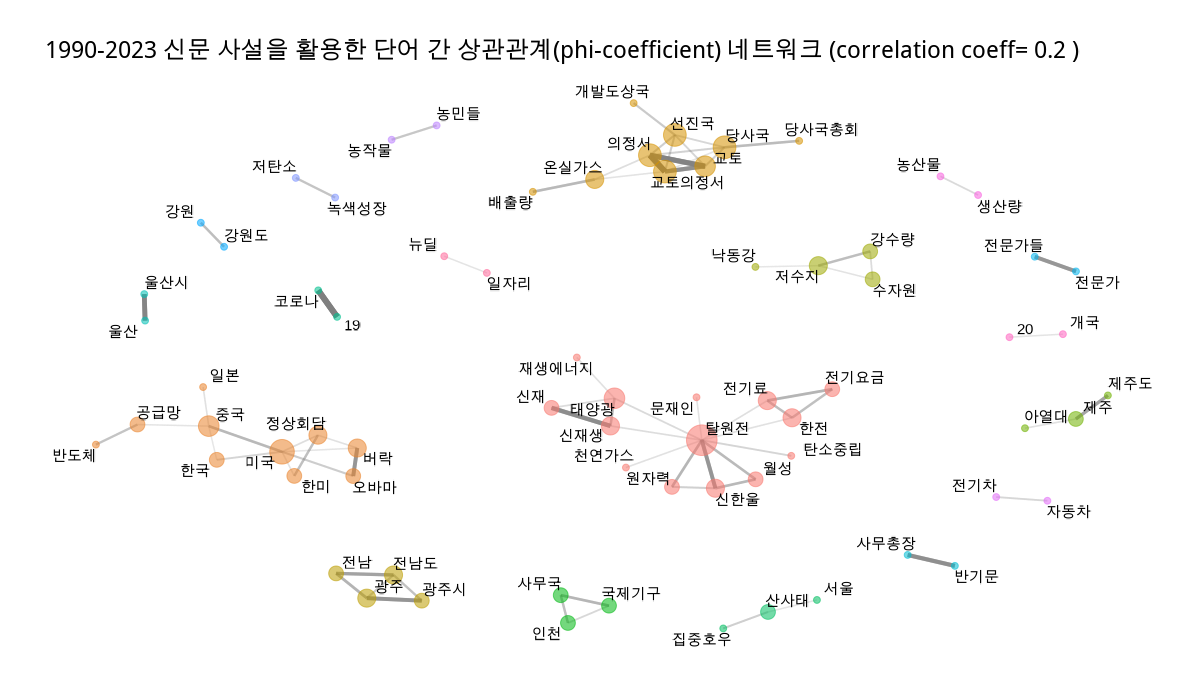 1990-2023 신문 사설을 활용한 단어 간 상관관계(phi-coefficient) 네트워크 (correlation coeff= 0.2 )
개발도상국
농민들
선진국
당사국총회
당사국
의정서
농작물
교토
저탄소
온실가스
농산물
교토의정서
배출량
녹색성장
생산량
강원
강원도
뉴딜
강수량
전문가들
낙동강
저수지
울산시
일자리
수자원
전문가
코로나
19
울산
20
개국
재생에너지
일본
전기요금
제주도
전기료
신재
태양광
문재인
제주
공급망
중국
아열대
정상회담
탈원전
한전
신재생
반도체
천연가스
탄소중립
버락
미국
한국
월성
원자력
한미
오바마
신한울
전기차
자동차
사무총장
반기문
전남
전남도
광주
광주시
사무국
국제기구
서울
산사태
인천
집중호우